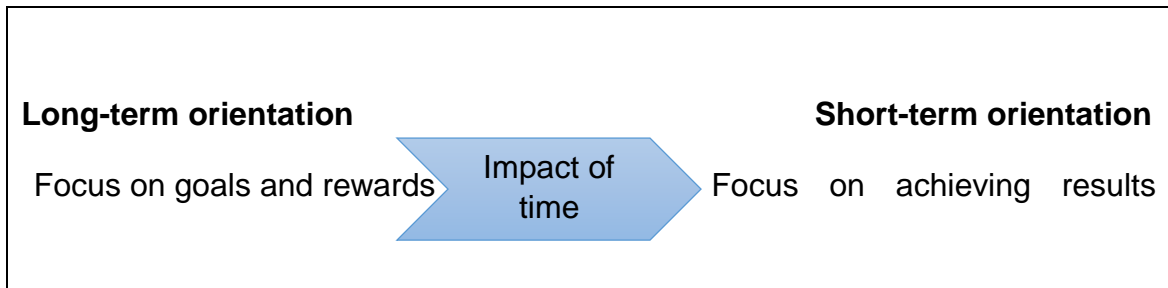 Long-term orientation
Short-term orientation
Focus on goals and rewards
Impact of
time
Focus on achieving results